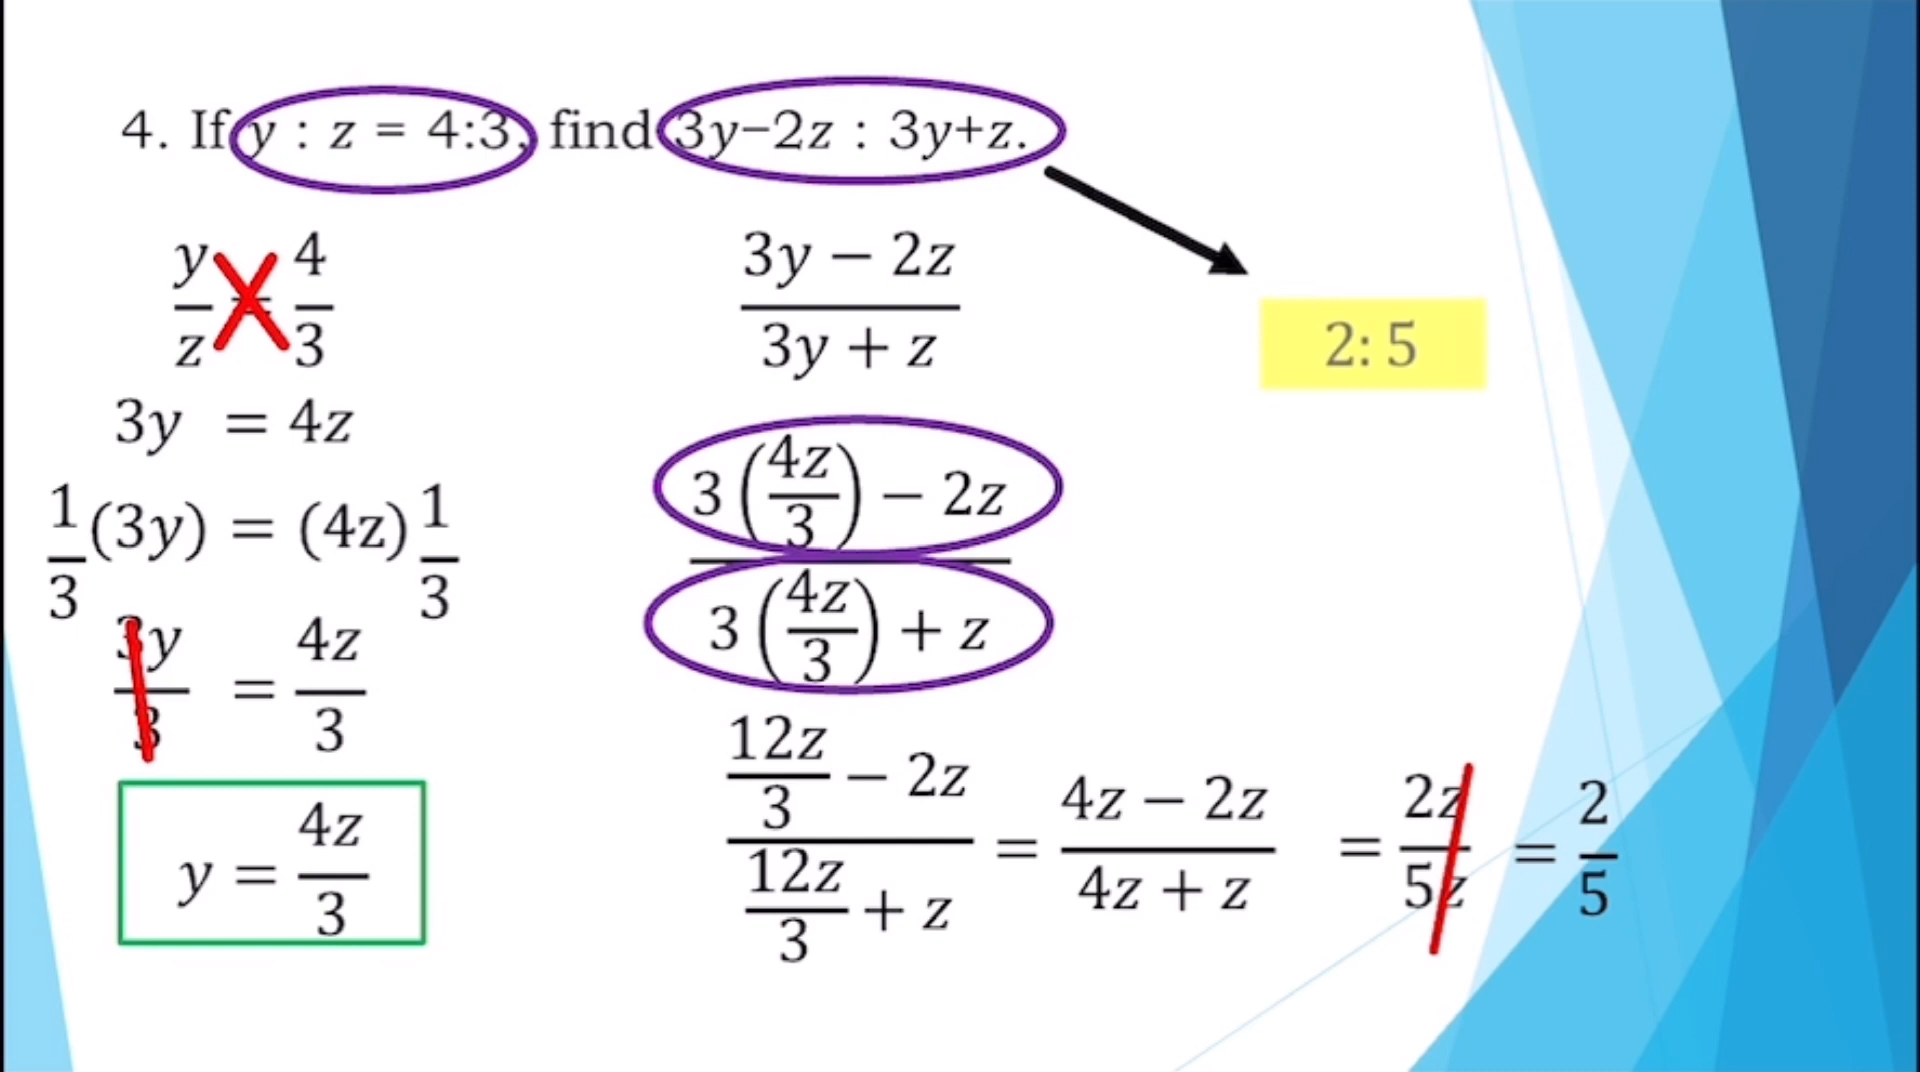 4. If y : z = 4:3, find 3y−2z : 3y+z.
y/z = 4/3
3y = 4z
1/3 (3y) = (4z) 1/3
3y/3 = 4z/3
y = 4z/3
(3y − 2z)/(3y + z)
(3(4z/3) − 2z)/(3(4z/3) + z)
(12z/3 − 2z)/(12z/3 + z) = (4z − 2z)/(4z + z) = 2z/5z = 2/5
2: 5